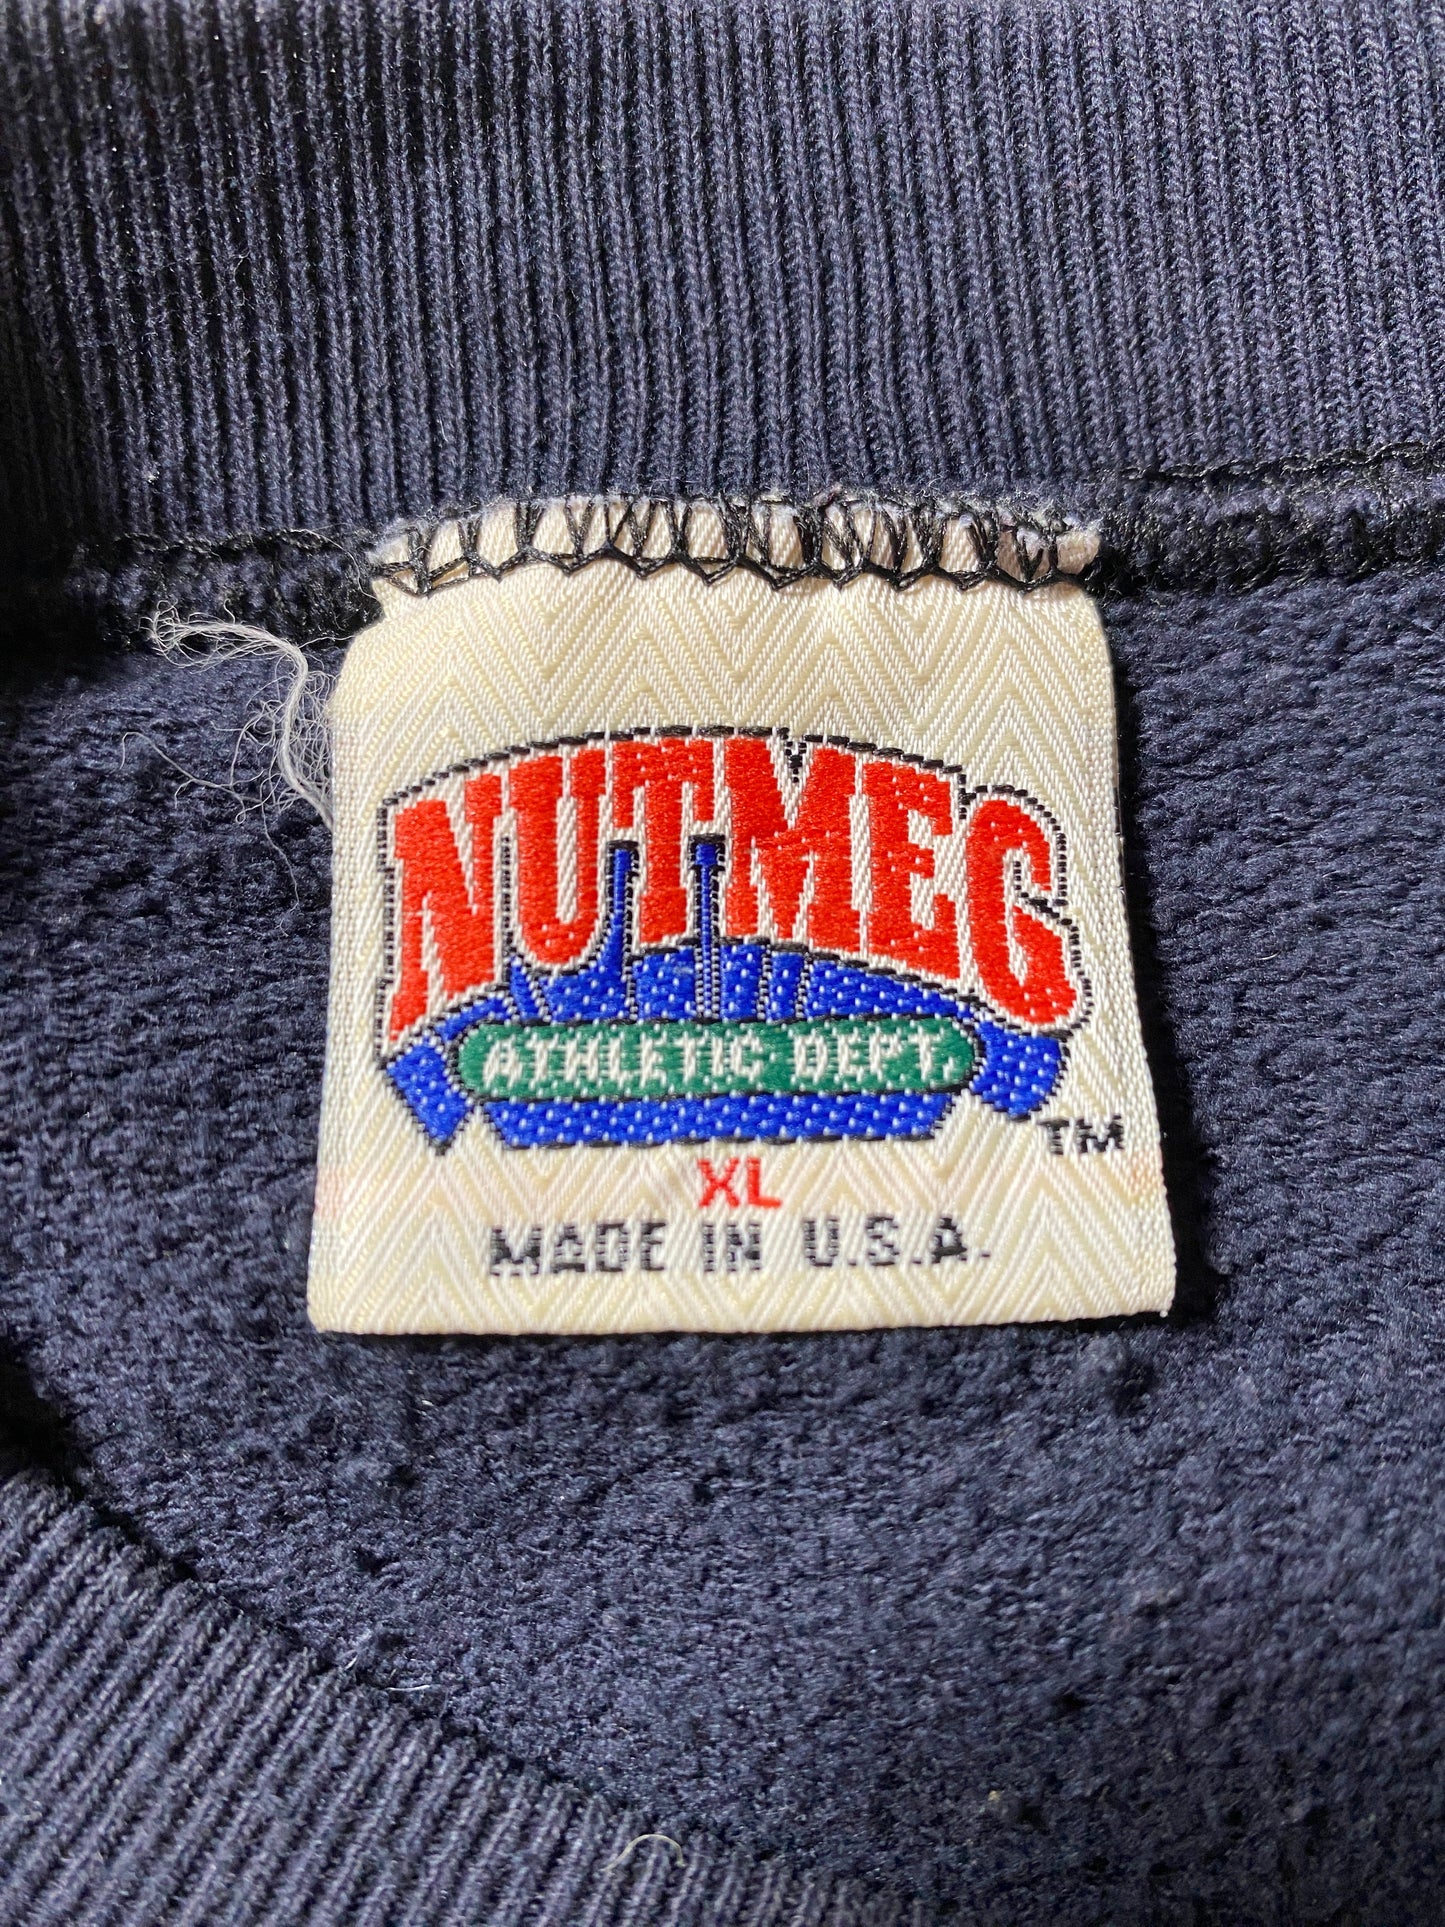 NUTMEG
ATHLETIC DEPT.
TM
XL
MADE IN U.S.A.